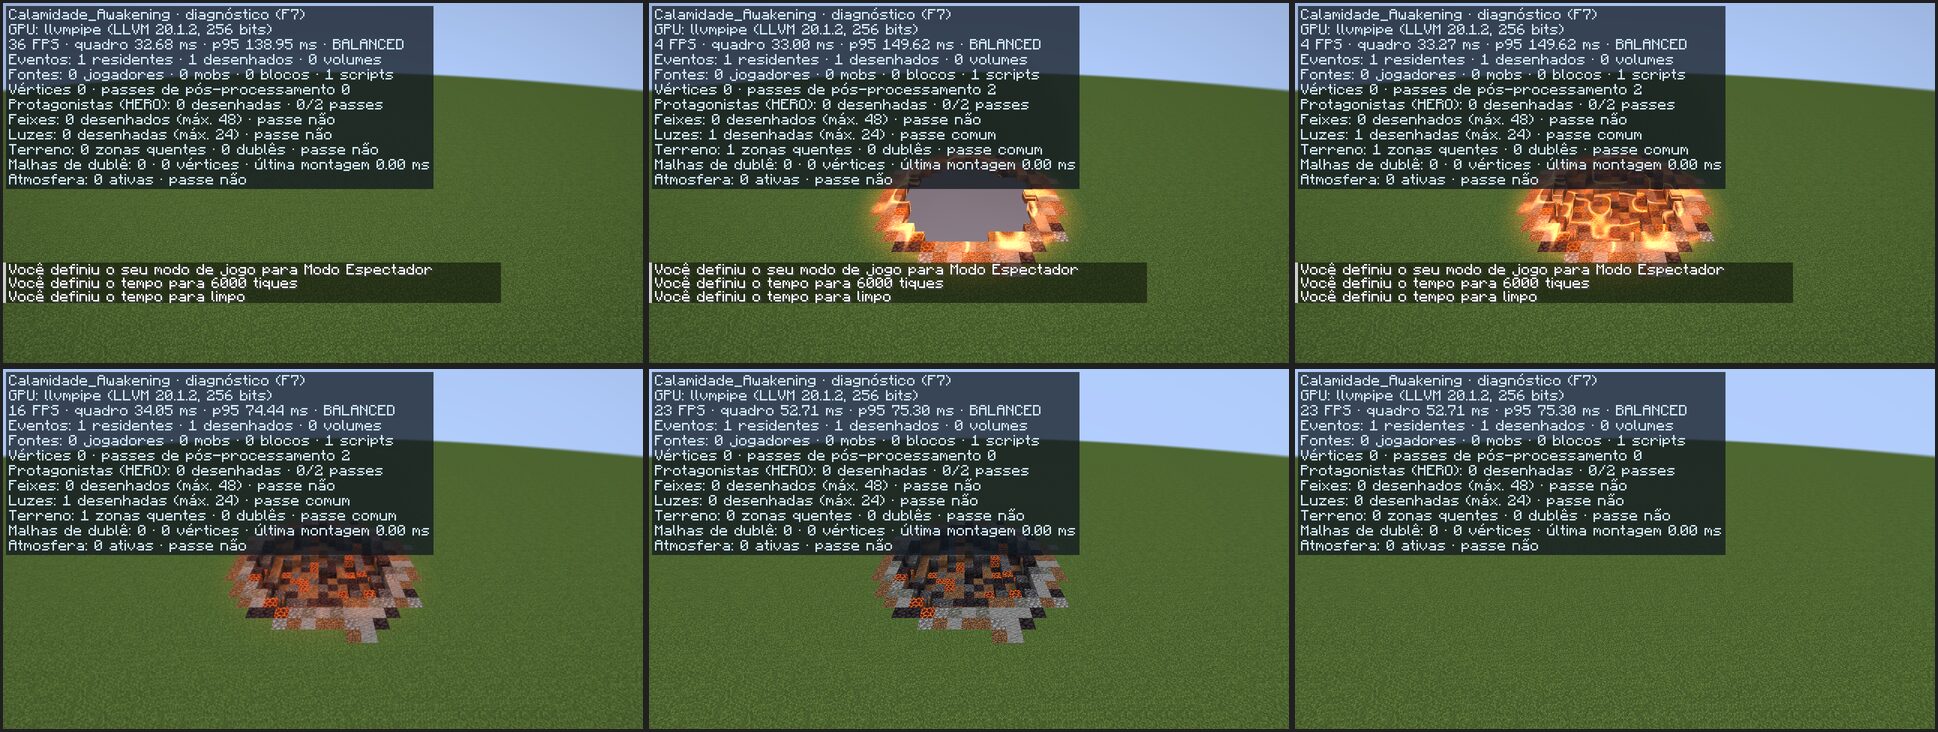 Calamidade_Awakening · diagnóstico (F7)
GPU: llvmpipe (LLVM 20.1.2, 256 bits)
36 FPS · quadro 32.68 ms · p95 138.95 ms · BALANCED
Eventos: 1 residentes · 1 desenhados · 0 volumes
Fontes: 0 jogadores · 0 mobs · 0 blocos · 1 scripts
Vértices 0 · passes de pós-processamento 0
Protagonistas (HERO): 0 desenhadas · 0/2 passes
Feixes: 0 desenhados (máx. 48) · passe não
Luzes: 0 desenhadas (máx. 24) · passe não
Terreno: 0 zonas quentes · 0 dublês · passe não
Malhas de dublê: 0 · 0 vértices · última montagem 0.00 ms
Atmosfera: 0 ativas · passe não
Você definiu o seu modo de jogo para Modo Espectador
Você definiu o tempo para 6000 tiques
Você definiu o tempo para limpo
Calamidade_Awakening · diagnóstico (F7)
GPU: llvmpipe (LLVM 20.1.2, 256 bits)
4 FPS · quadro 33.00 ms · p95 149.62 ms · BALANCED
Eventos: 1 residentes · 1 desenhados · 0 volumes
Fontes: 0 jogadores · 0 mobs · 0 blocos · 1 scripts
Vértices 0 · passes de pós-processamento 2
Protagonistas (HERO): 0 desenhadas · 0/2 passes
Feixes: 0 desenhados (máx. 48) · passe não
Luzes: 1 desenhadas (máx. 24) · passe comum
Terreno: 1 zonas quentes · 0 dublês · passe comum
Malhas de dublê: 0 · 0 vértices · última montagem 0.00 ms
Atmosfera: 0 ativas · passe não
Você definiu o seu modo de jogo para Modo Espectador
Você definiu o tempo para 6000 tiques
Você definiu o tempo para limpo
Calamidade_Awakening · diagnóstico (F7)
GPU: llvmpipe (LLVM 20.1.2, 256 bits)
4 FPS · quadro 33.27 ms · p95 149.62 ms · BALANCED
Eventos: 1 residentes · 1 desenhados · 0 volumes
Fontes: 0 jogadores · 0 mobs · 0 blocos · 1 scripts
Vértices 0 · passes de pós-processamento 2
Protagonistas (HERO): 0 desenhadas · 0/2 passes
Feixes: 0 desenhados (máx. 48) · passe não
Luzes: 1 desenhadas (máx. 24) · passe comum
Terreno: 1 zonas quentes · 0 dublês · passe comum
Malhas de dublê: 0 · 0 vértices · última montagem 0.00 ms
Atmosfera: 0 ativas · passe não
Você definiu o seu modo de jogo para Modo Espectador
Você definiu o tempo para 6000 tiques
Você definiu o tempo para limpo
Calamidade_Awakening · diagnóstico (F7)
GPU: llvmpipe (LLVM 20.1.2, 256 bits)
16 FPS · quadro 34.05 ms · p95 74.44 ms · BALANCED
Eventos: 1 residentes · 1 desenhados · 0 volumes
Fontes: 0 jogadores · 0 mobs · 0 blocos · 1 scripts
Vértices 0 · passes de pós-processamento 2
Protagonistas (HERO): 0 desenhadas · 0/2 passes
Feixes: 0 desenhados (máx. 48) · passe não
Luzes: 1 desenhadas (máx. 24) · passe comum
Terreno: 1 zonas quentes · 0 dublês · passe comum
Malhas de dublê: 0 · 0 vértices · última montagem 0.00 ms
Atmosfera: 0 ativas · passe não
Calamidade_Awakening · diagnóstico (F7)
GPU: llvmpipe (LLVM 20.1.2, 256 bits)
23 FPS · quadro 52.71 ms · p95 75.30 ms · BALANCED
Eventos: 1 residentes · 1 desenhados · 0 volumes
Fontes: 0 jogadores · 0 mobs · 0 blocos · 1 scripts
Vértices 0 · passes de pós-processamento 0
Protagonistas (HERO): 0 desenhadas · 0/2 passes
Feixes: 0 desenhados (máx. 48) · passe não
Luzes: 0 desenhadas (máx. 24) · passe não
Terreno: 0 zonas quentes · 0 dublês · passe não
Malhas de dublê: 0 · 0 vértices · última montagem 0.00 ms
Atmosfera: 0 ativas · passe não
Calamidade_Awakening · diagnóstico (F7)
GPU: llvmpipe (LLVM 20.1.2, 256 bits)
23 FPS · quadro 52.71 ms · p95 75.30 ms · BALANCED
Eventos: 1 residentes · 1 desenhados · 0 volumes
Fontes: 0 jogadores · 0 mobs · 0 blocos · 1 scripts
Vértices 0 · passes de pós-processamento 0
Protagonistas (HERO): 0 desenhadas · 0/2 passes
Feixes: 0 desenhados (máx. 48) · passe não
Luzes: 0 desenhadas (máx. 24) · passe não
Terreno: 0 zonas quentes · 0 dublês · passe não
Malhas de dublê: 0 · 0 vértices · última montagem 0.00 ms
Atmosfera: 0 ativas · passe não